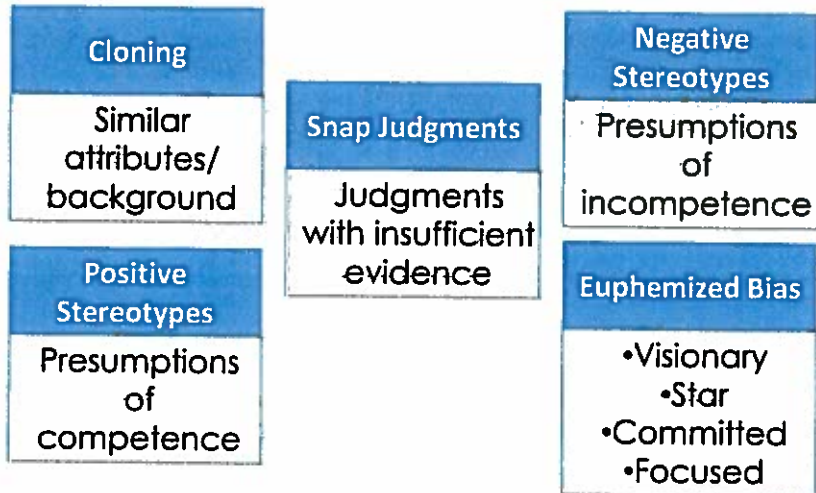 Cloning
Similar
attributes/
background
Positive
Stereotypes
Presumptions
of
competence
Snap Judgments
Judgments
with insufficient
evidence
Negative
Stereotypes
Presumptions
of
incompetence
Euphemized Bias
•Visionary
•Star
•Committed
•Focused